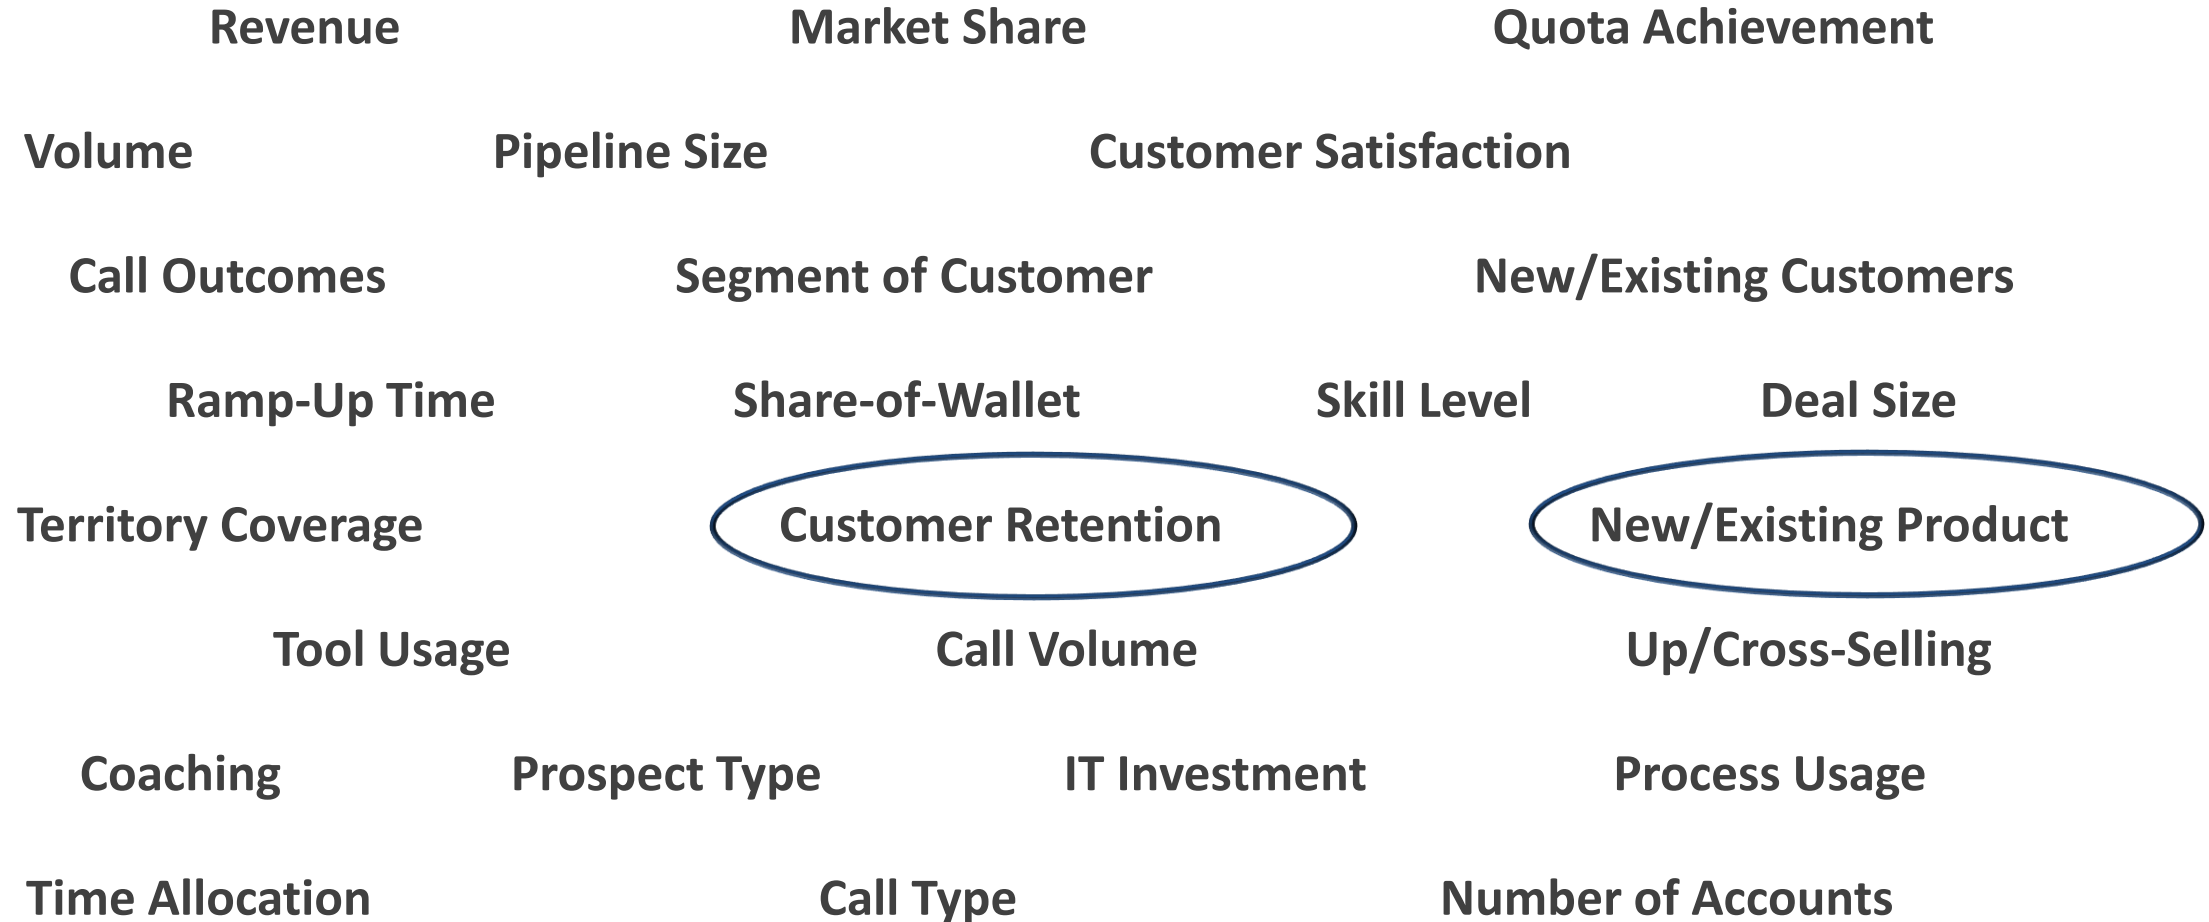 Revenue Market Share Quota Achievement
Volume Pipeline Size Customer Satisfaction
Call Outcomes Segment of Customer New/Existing Customers
Ramp-Up Time Share-of-Wallet Skill Level Deal Size
Territory Coverage Customer Retention New/Existing Product
Tool Usage Call Volume Up/Cross-Selling
Coaching Prospect Type IT Investment Process Usage
Time Allocation Call Type Number of Accounts